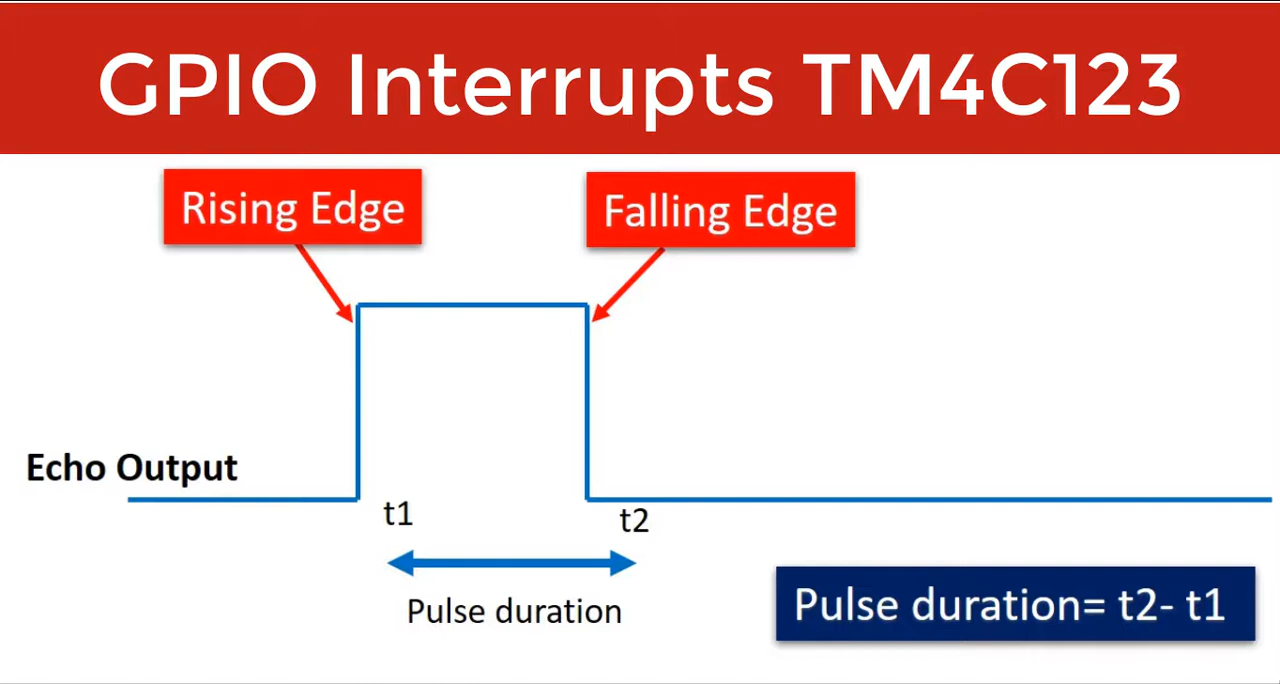 GPIO Interrupts TM4C123
Rising Edge
Falling Edge
Echo Output
t1
t2
Pulse duration
Pulse duration= t2- t1